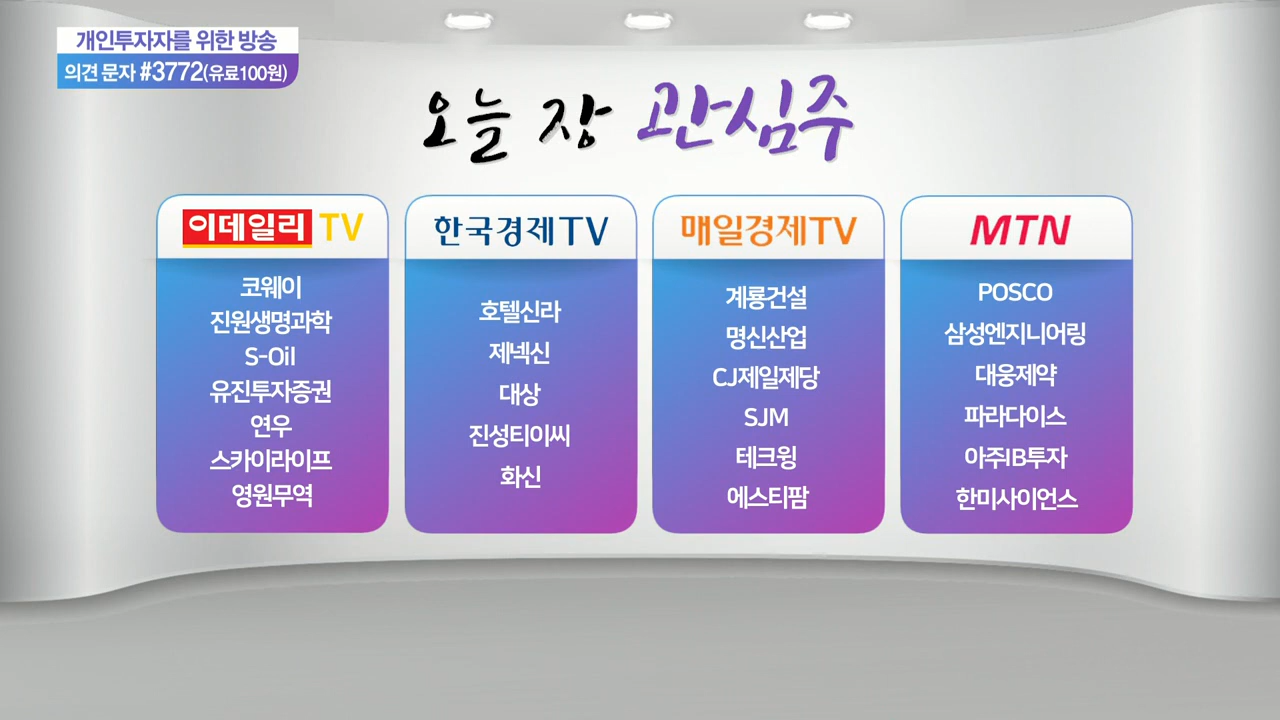 개인투자자를 위한 방송
의견 문자 #3772(유료100원)
오늘 장 관심주
이데일리 TV
코웨이
진원생명과학
S-Oil
유진투자증권
연우
스카이라이프
영원무역
한국경제TV
호텔신라
제넥신
대상
진성티이씨
화신
매일경제TV
계룡건설
명신산업
CJ제일제당
SJM
테크윙
에스티팜
MTN
POSCO
삼성엔지니어링
대웅제약
파라다이스
아주IB투자
한미사이언스